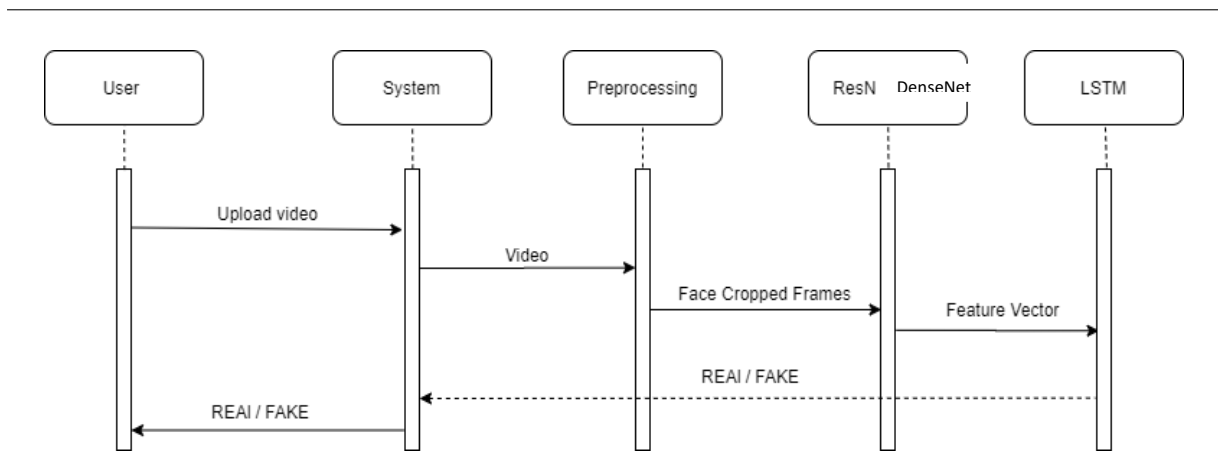 User
System
Preprocessing
ResN DenseNet
LSTM
Upload video
Video
Face Cropped Frames
Feature Vector
REAl / FAKE
REAl / FAKE